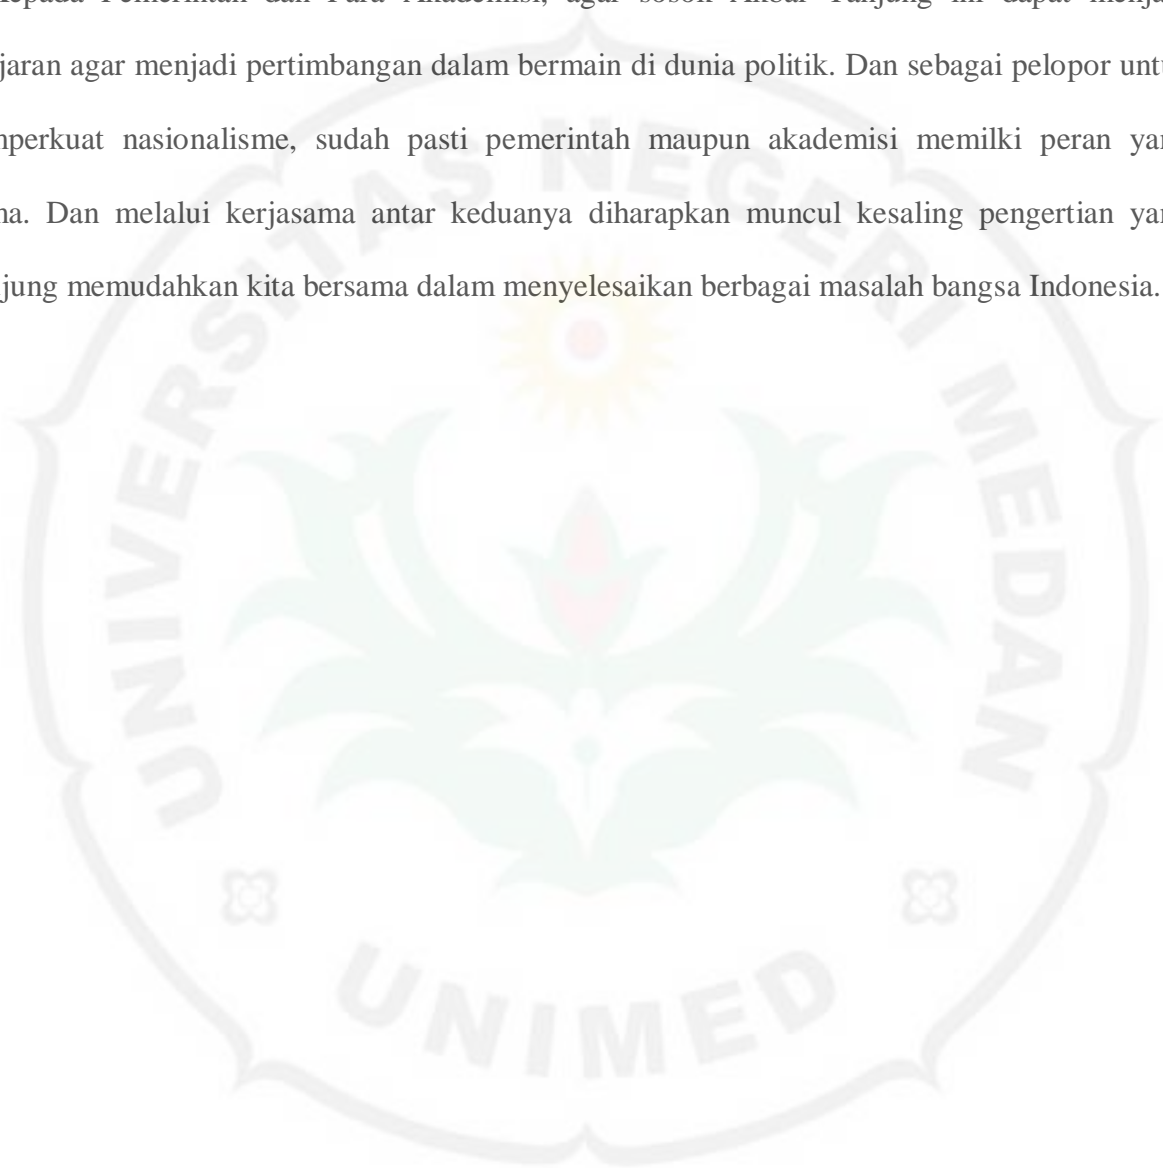 Kepada Pemerintah dan Para Akademisi, agar sosok Akbar Tanjung ini dapat menja
jaran agar menjadi pertimbangan dalam bermain di dunia politik. Dan sebagai pelopor unt
nperkuat nasionalisme, sudah pasti pemerintah maupun akademisi memilki peran yan
na. Dan melalui kerjasama antar keduanya diharapkan muncul kesaling pengertian yan
jung memudahkan kita bersama dalam menyelesaikan berbagai masalah bangsa Indonesia.
UNIVERSITAS NEGERI MEDAN
UNIMED